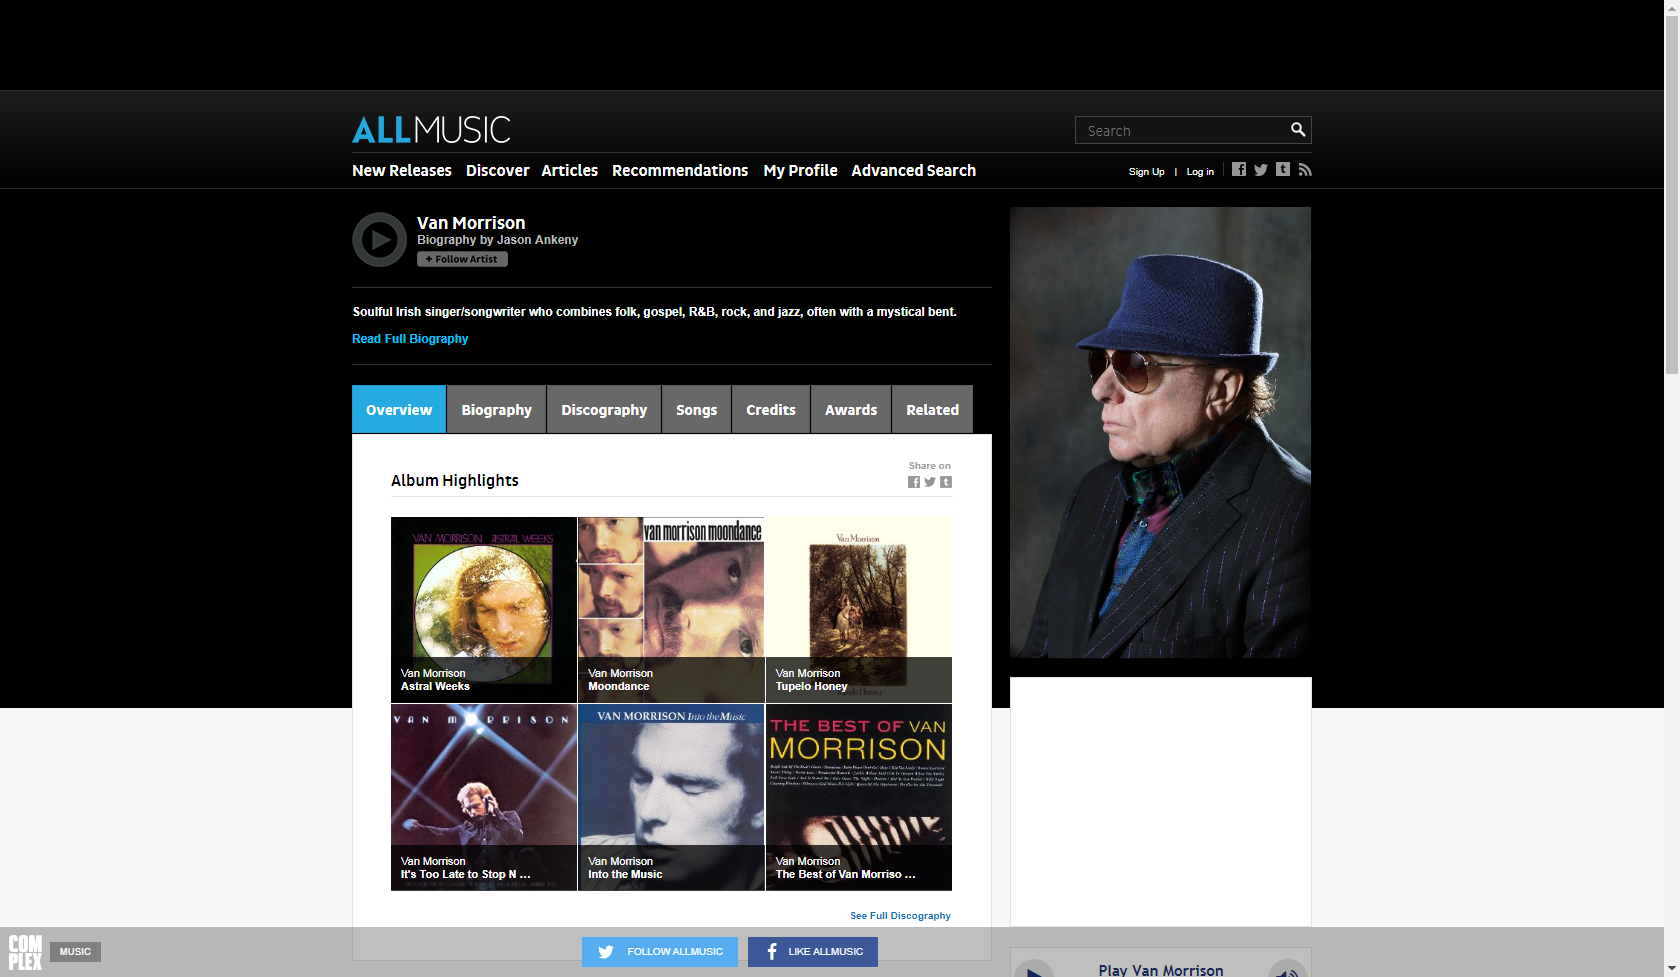 ALLMUSIC
Search
New Releases Discover Articles Recommendations My Profile Advanced Search
Sign Up | Log in
Van Morrison
Biography by Jason Ankeny
+ Follow Artist
Soulful Irish singer/songwriter who combines folk, gospel, R&B, rock, and jazz, often with a mystical bent.
Read Full Biography
Overview Biography Discography Songs Credits Awards Related
Share on
Album Highlights
VAN MORRISON ASTRAL WEEKS
Van Morrison
Astral Weeks
van morrison moondance
Van Morrison
Moondance
Van Morrison
Van Morrison
Tupelo Honey
Tupelo Honey
VAN MORRISON
Van Morrison
It's Too Late to Stop N ...
VAN MORRISON Into the Music
Van Morrison
Into the Music
THE BEST OF VAN
MORRISON
Van Morrison
The Best of Van Morriso ...
See Full Discography
COM
PLEX
MUSIC
FOLLOW ALLMUSIC
LIKE ALLMUSIC
Play Van Morrison